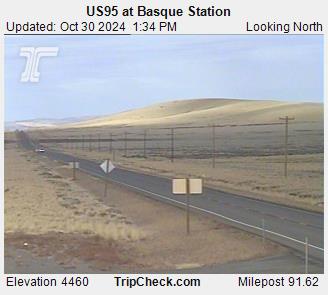 US95 at Basque Station
Updated: Oct 30 2024 1:34 PM Looking North
Elevation 4460 TripCheck.com Milepost 91.62